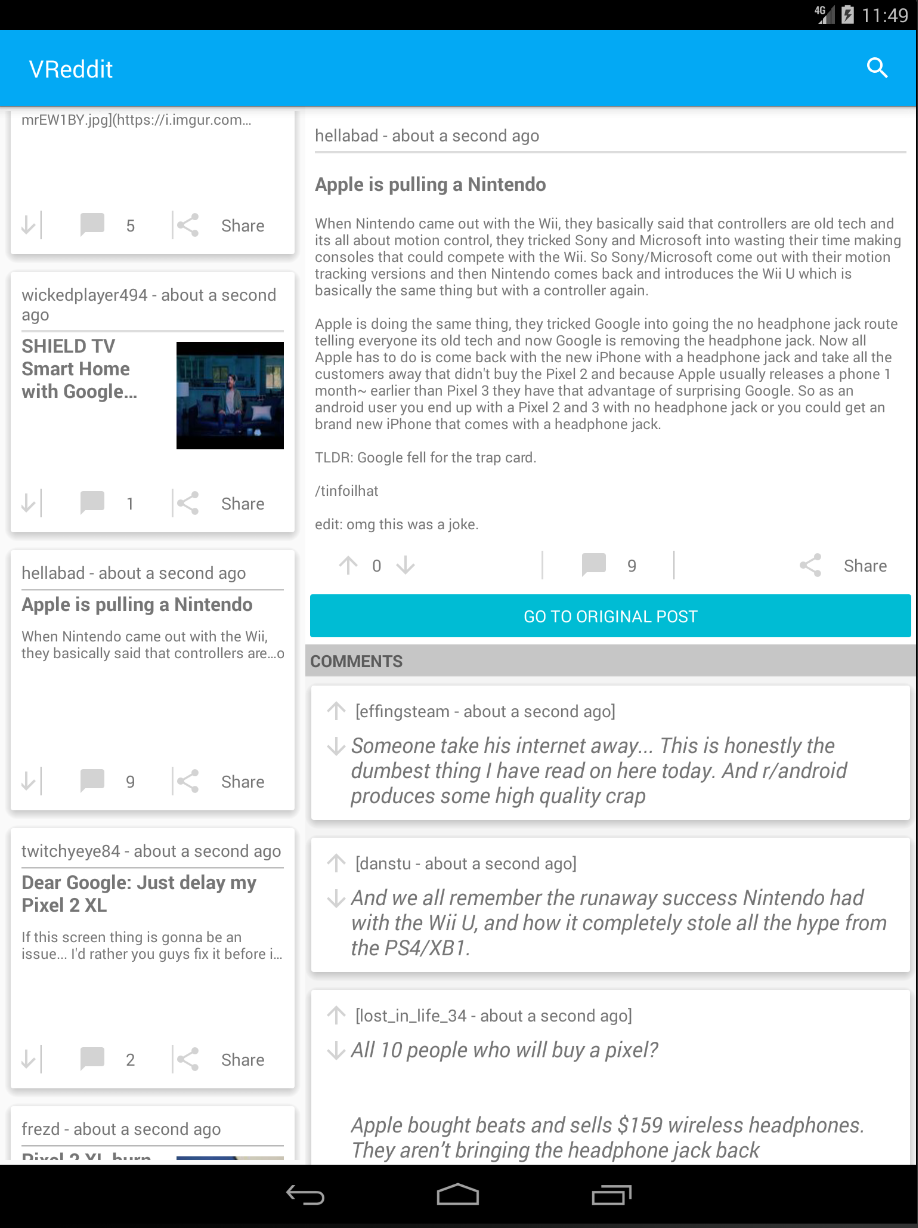 4G 11:49
VReddit
mrEW1BY.jpg](https://i.imgur.com…
5 Share
wickedplayer494 - about a second
ago
SHIELD TV
Smart Home
with Google…
1 Share
hellabad - about a second ago
Apple is pulling a Nintendo
When Nintendo came out with the Wii,
they basically said that controllers are…o
9 Share
twitchyeye84 - about a second ago
Dear Google: Just delay my
Pixel 2 XL
If this screen thing is gonna be an
issue... I'd rather you guys fix it before i…
2 Share
frezd - about a second ago
Pixel 2 XL burn
hellabad - about a second ago
Apple is pulling a Nintendo
When Nintendo came out with the Wii, they basically said that controllers are old tech and
its all about motion control, they tricked Sony and Microsoft into wasting their time making
consoles that could compete with the Wii. So Sony/Microsoft come out with their motion
tracking versions and then Nintendo comes back and introduces the Wii U which is
basically the same thing but with a controller again.
Apple is doing the same thing, they tricked Google into going the no headphone jack route
telling everyone its old tech and now Google is removing the headphone jack. Now all
Apple has to do is come back with the new iPhone with a headphone jack and take all the
customers away that didn't buy the Pixel 2 and because Apple usually releases a phone 1
month~ earlier than Pixel 3 they have that advantage of surprising Google. So as an
android user you end up with a Pixel 2 and 3 with no headphone jack or you could get an
brand new iPhone that comes with a headphone jack.
TLDR: Google fell for the trap card.
/tinfoilhat
edit: omg this was a joke.
0 9 Share
GO TO ORIGINAL POST
COMMENTS
[effingsteam - about a second ago]
Someone take his internet away... This is honestly the
dumbest thing I have read on here today. And r/android
produces some high quality crap
[danstu - about a second ago]
And we all remember the runaway success Nintendo had
with the Wii U, and how it completely stole all the hype from
the PS4/XB1.
[lost_in_life_34 - about a second ago]
All 10 people who will buy a pixel?
Apple bought beats and sells $159 wireless headphones.
They aren't bringing the headphone jack back